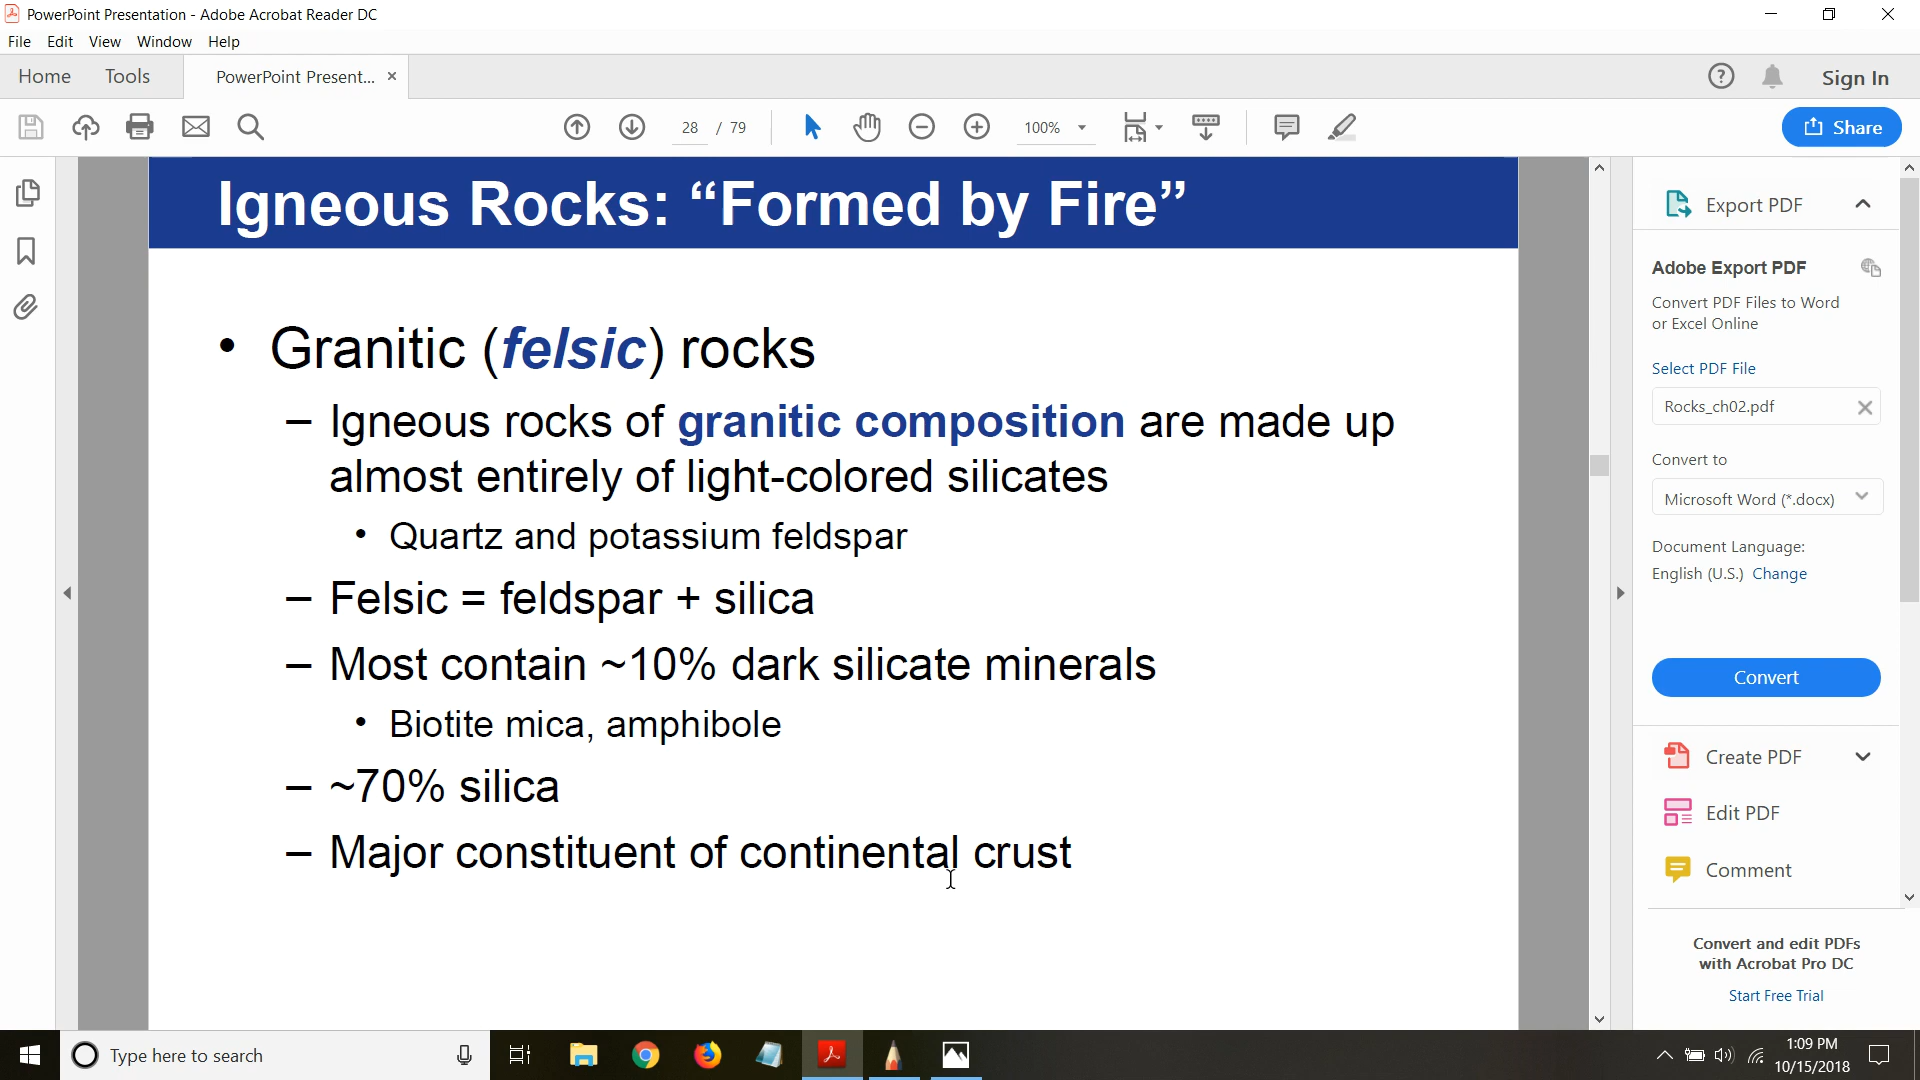 PowerPoint Presentation - Adobe Acrobat Reader DC
File Edit View Window Help
Home Tools PowerPoint Present... × Sign In
28 / 79 100% Share
Igneous Rocks: “Formed by Fire”
• Granitic (felsic) rocks
– Igneous rocks of granitic composition are made up
almost entirely of light-colored silicates
• Quartz and potassium feldspar
– Felsic = feldspar + silica
– Most contain ~10% dark silicate minerals
• Biotite mica, amphibole
– ~70% silica
– Major constituent of continental crust
Export PDF
Adobe Export PDF
Convert PDF Files to Word
or Excel Online
Select PDF File
Rocks_ch02.pdf
Convert to
Microsoft Word (*.docx)
Document Language:
English (U.S.) Change
Convert
Create PDF
Edit PDF
Comment
Convert and edit PDFs
with Acrobat Pro DC
Start Free Trial
Type here to search
1:09 PM
10/15/2018